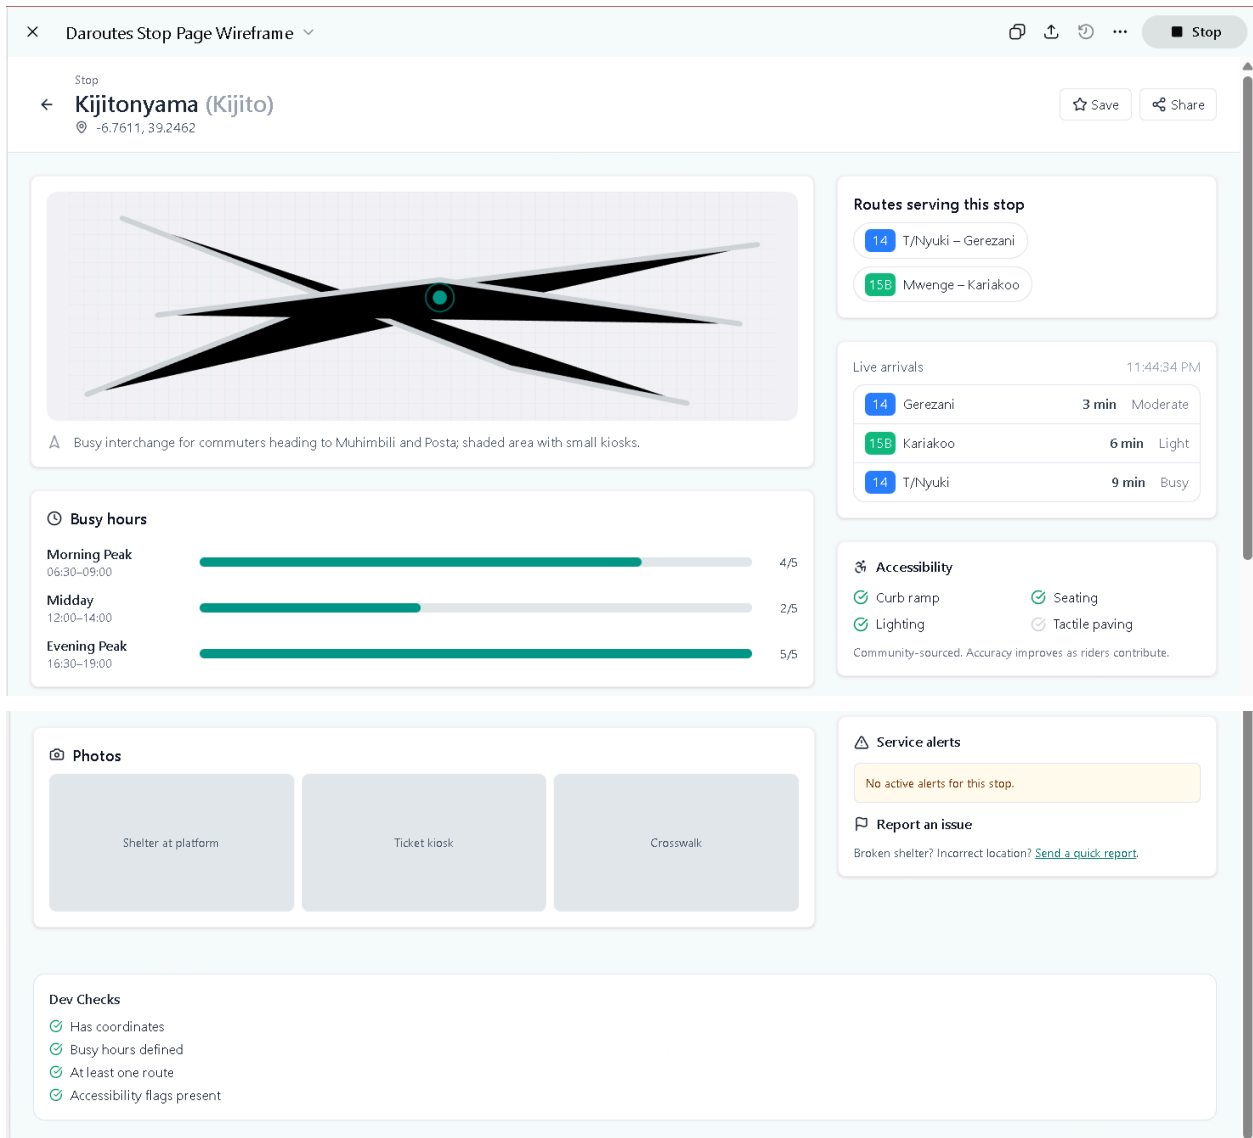 Daroutes Stop Page Wireframe
Stop
Stop
Kijitonyama (Kijito)
-6.7611, 39.2462
Save
Share
Busy interchange for commuters heading to Muhimbili and Posta; shaded area with small kiosks.
Busy hours
Morning Peak
06:30–09:00
4/5
Midday
12:00–14:00
2/5
Evening Peak
16:30–19:00
5/5
Routes serving this stop
14 T/Nyuki – Gerezani
15B Mwenge – Kariakoo
Live arrivals 11:44:34 PM
14 Gerezani 3 min Moderate
15B Kariakoo 6 min Light
14 T/Nyuki 9 min Busy
Accessibility
Curb ramp Seating
Lighting Tactile paving
Community-sourced. Accuracy improves as riders contribute.
Photos
Shelter at platform
Ticket kiosk
Crosswalk
Service alerts
No active alerts for this stop.
Report an issue
Broken shelter? Incorrect location? Send a quick report.
Dev Checks
Has coordinates
Busy hours defined
At least one route
Accessibility flags present